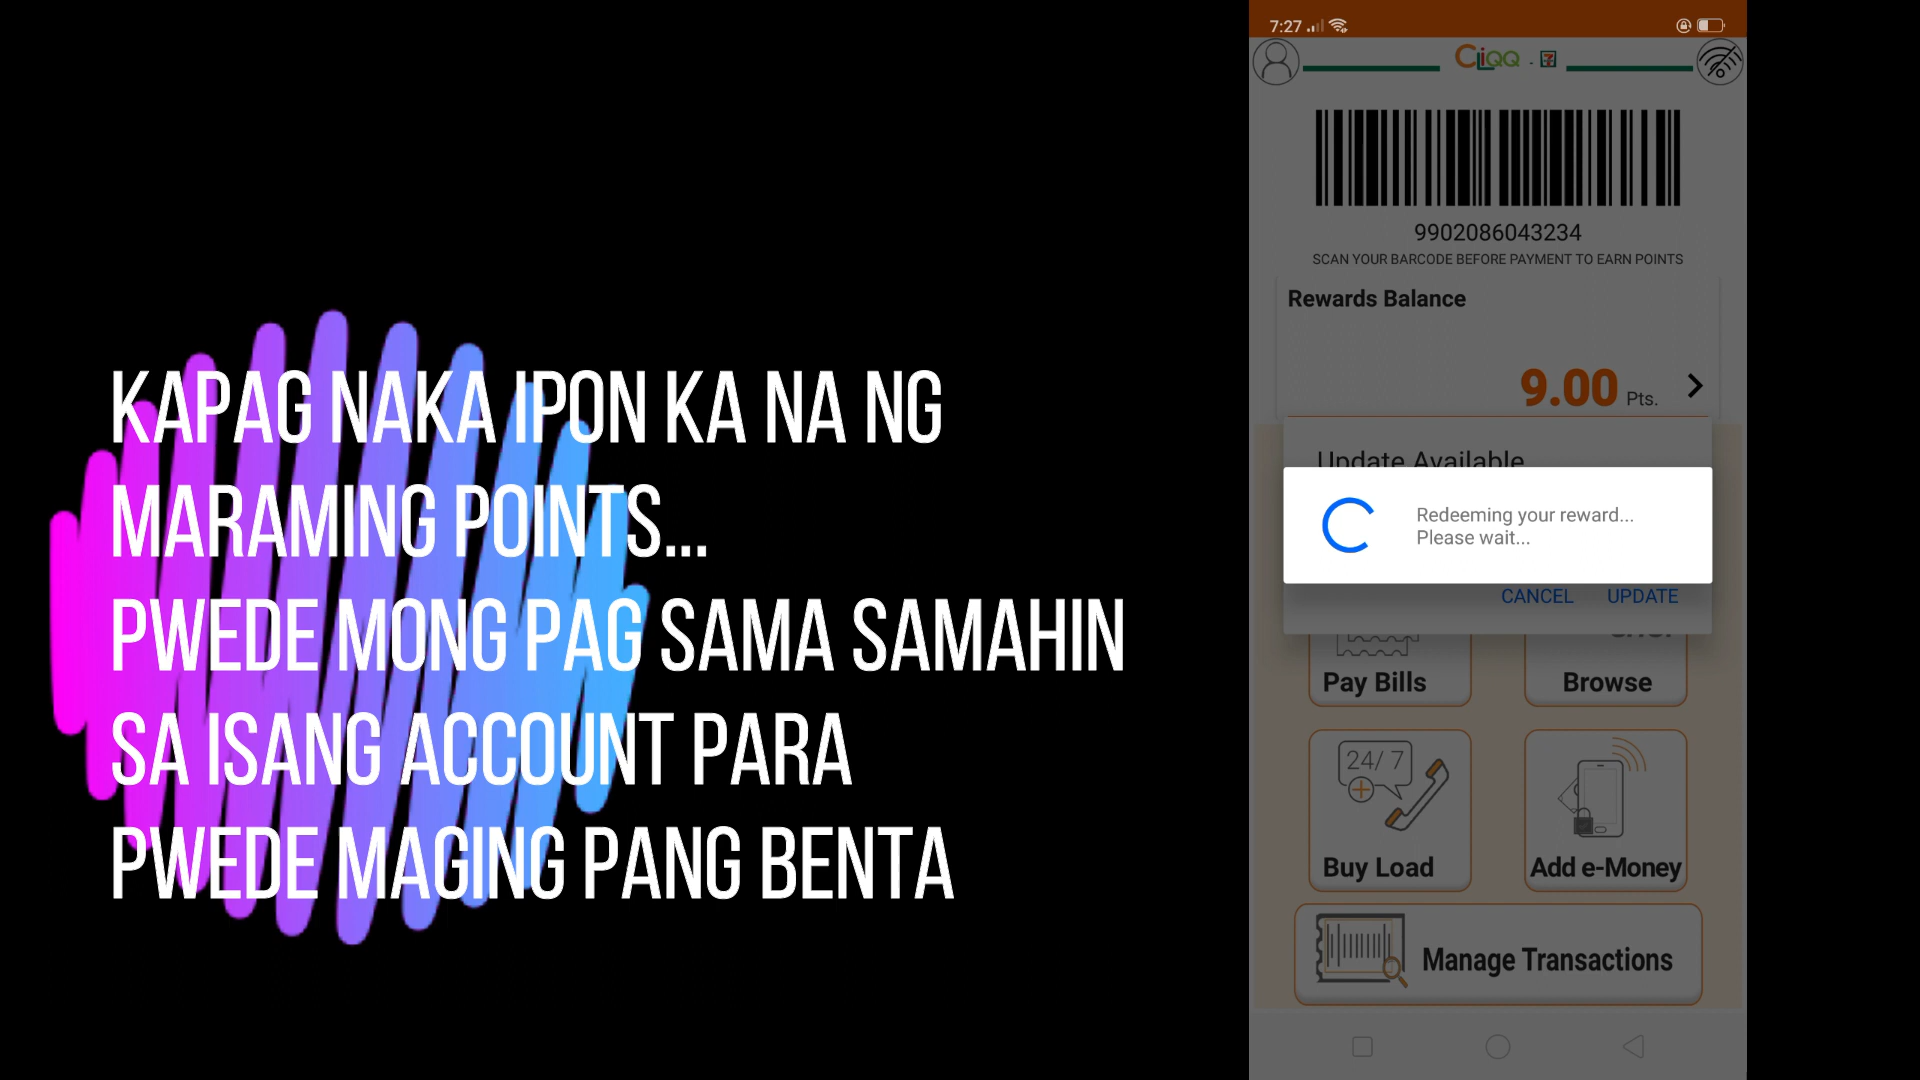 KAPAG NAKA IPON KA NA NG
MARAMING POINTS...
PWEDE MONG PAG SAMA SAMAHIN
SA ISANG ACCOUNT PARA
PWEDE MAGING PANG BENTA
7:27
CLiQQ - 7
9902086043234
SCAN YOUR BARCODE BEFORE PAYMENT TO EARN POINTS
Rewards Balance
9.00 Pts.
Update Available
Redeeming your reward...
Please wait...
CANCEL UPDATE
Pay Bills
Browse
24/ 7
Buy Load
Add e-Money
Manage Transactions